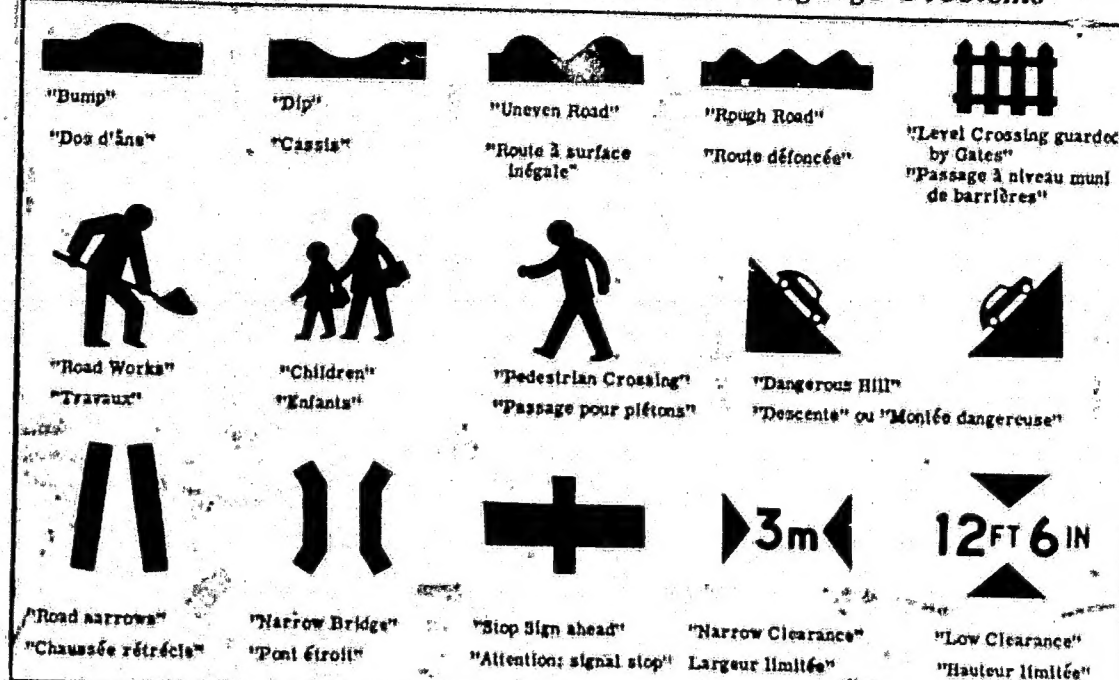 "Bump"
"Dos d'âne"
"Dip"
"Cassis"
"Uneven Road"
"Route à surface
inégale"
"Rough Road"
"Route défoncée"
"Level Crossing guarded
by Gates"
"Passage à niveau muni
de barrières"
"Road Works"
"Travaux"
"Children"
"Enfants"
"Pedestrian Crossing"
"Passage pour piétons"
"Dangerous Hill"
"Descente" ou "Montée dangereuse"
3m
12FT 6IN
"Road narrows"
"Chaussée rétrécie"
"Narrow Bridge"
"Pont étroit"
"Stop Sign ahead"
"Attention: signal stop"
"Narrow Clearance"
Largeur limitée"
"Low Clearance"
"Hauteur limitée"